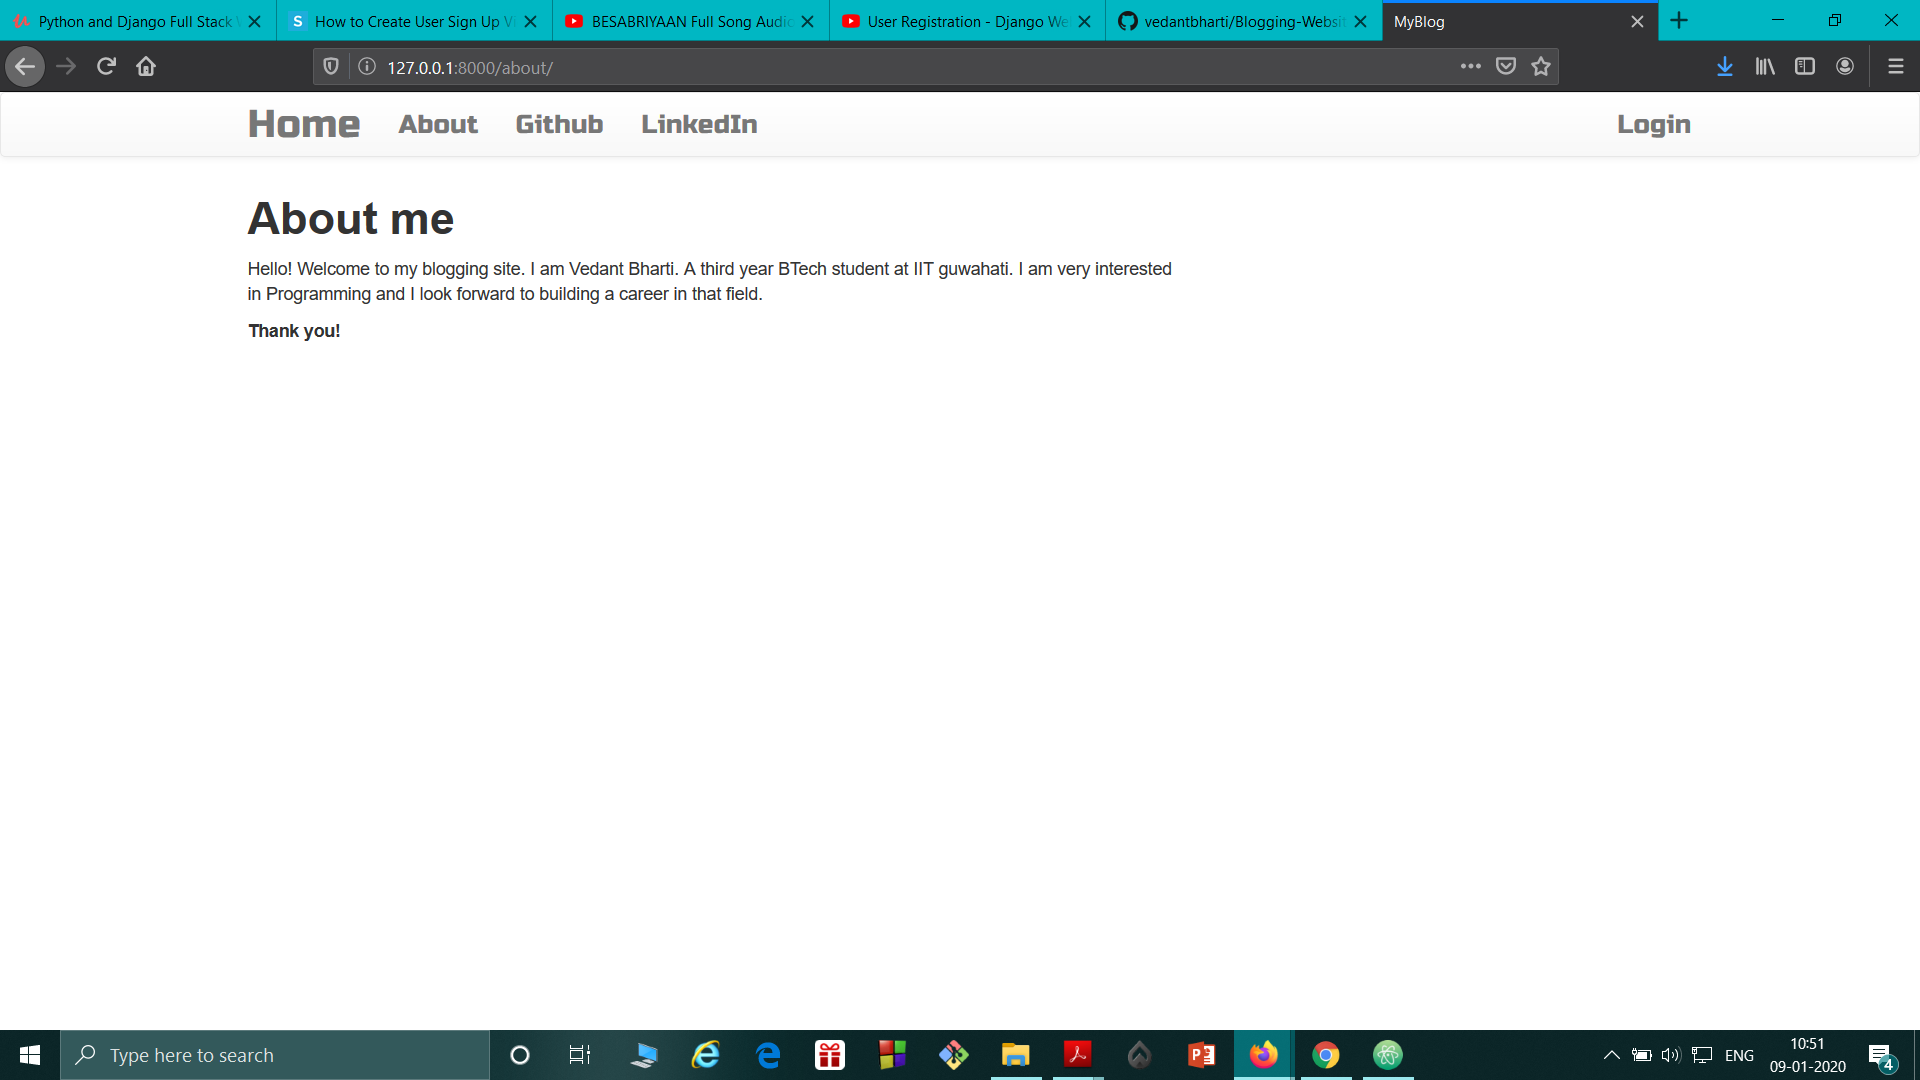 Python and Django Full Stack
How to Create User Sign Up
BESABRIYAAN Full Song Audio
User Registration - Django
vedantbharti/Blogging-Websit
MyBlog
127.0.0.1:8000/about/
Home About Github LinkedIn Login
About me
Hello! Welcome to my blogging site. I am Vedant Bharti. A third year BTech student at IIT guwahati. I am very interested
in Programming and I look forward to building a career in that field.
Thank you!
Type here to search
ENG
10:51
09-01-2020
4